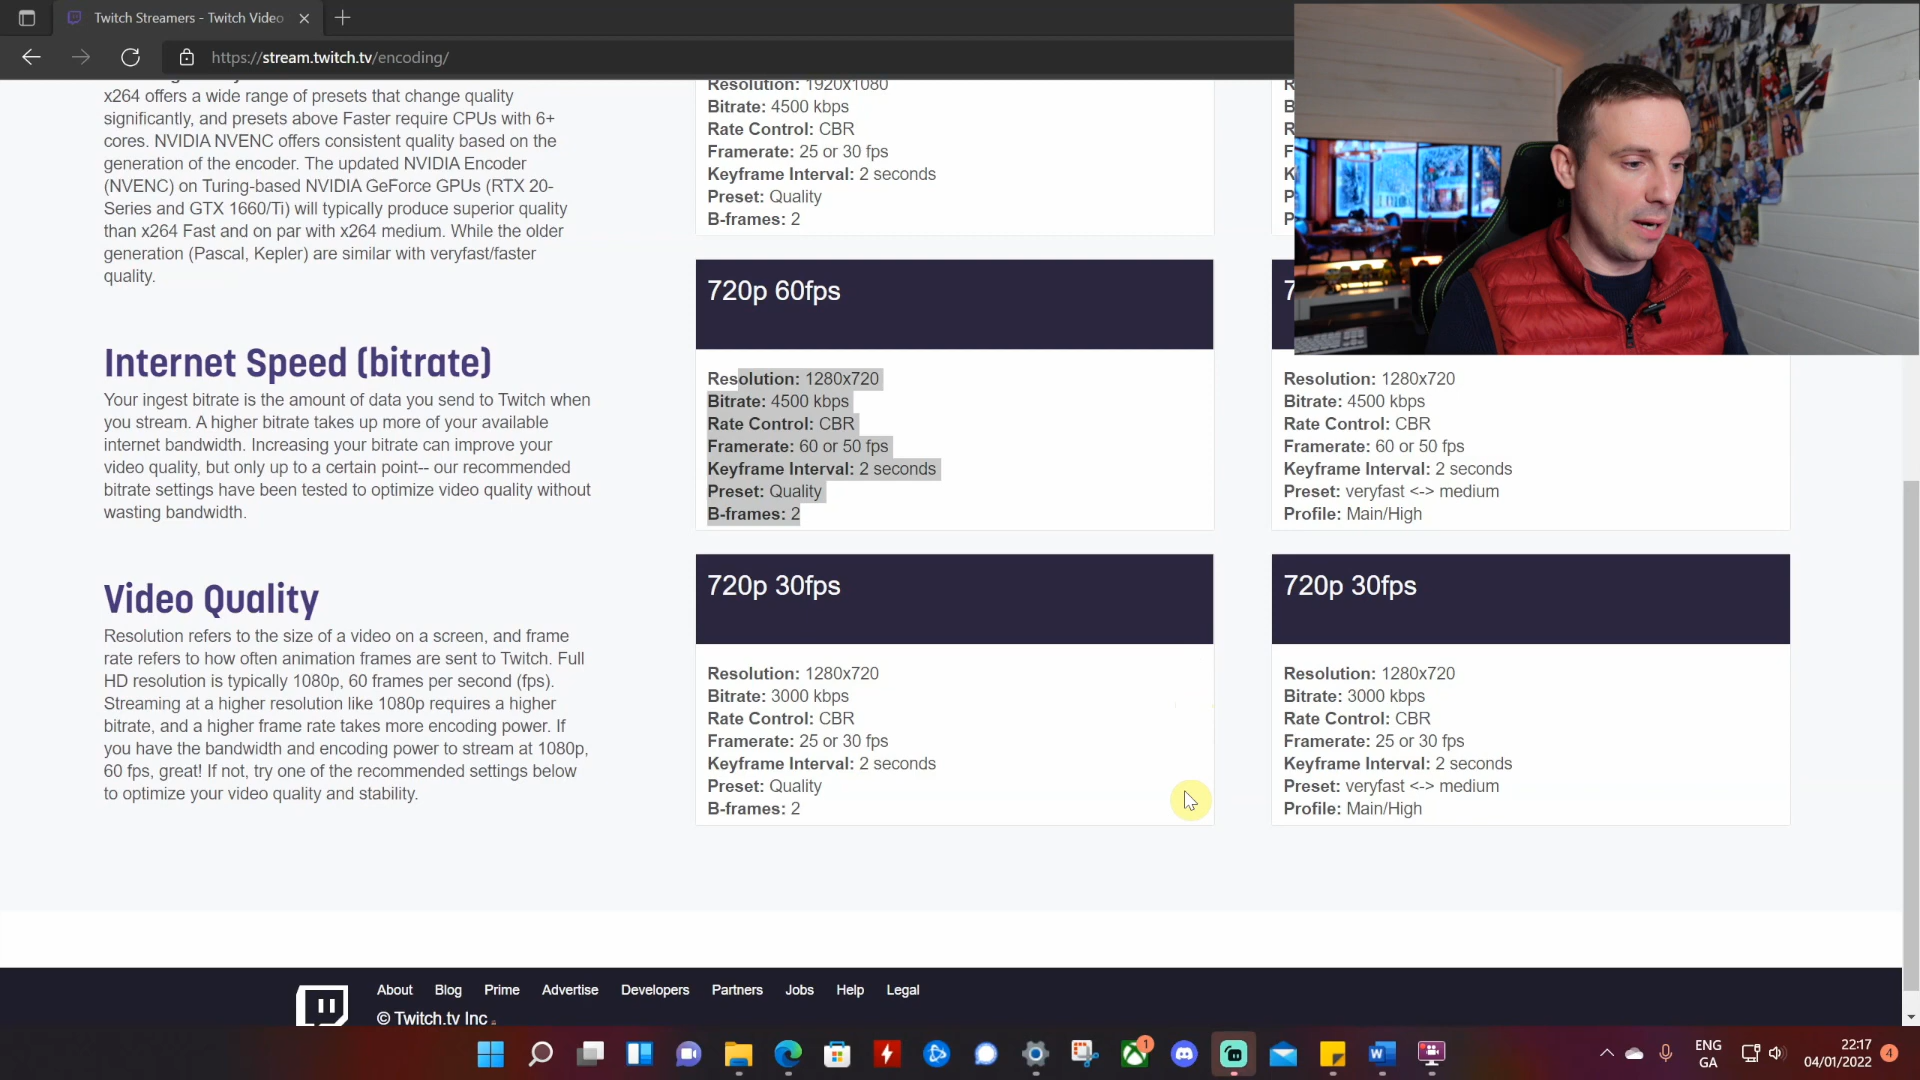 Twitch Streamers - Twitch Video
https://stream.twitch.tv/encoding/
x264 offers a wide range of presets that change quality
significantly, and presets above Faster require CPUs with 6+
cores. NVIDIA NVENC offers consistent quality based on the
generation of the encoder. The updated NVIDIA Encoder
(NVENC) on Turing-based NVIDIA GeForce GPUs (RTX 20-
Series and GTX 1660/Ti) will typically produce superior quality
than x264 Fast and on par with x264 medium. While the older
generation (Pascal, Kepler) are similar with veryfast/faster
quality.
Internet Speed (bitrate)
Your ingest bitrate is the amount of data you send to Twitch when
you stream. A higher bitrate takes up more of your available
internet bandwidth. Increasing your bitrate can improve your
video quality, but only up to a certain point-- our recommended
bitrate settings have been tested to optimize video quality without
wasting bandwidth.
Video Quality
Resolution refers to the size of a video on a screen, and frame
rate refers to how often animation frames are sent to Twitch. Full
HD resolution is typically 1080p, 60 frames per second (fps).
Streaming at a higher resolution like 1080p requires a higher
bitrate, and a higher frame rate takes more encoding power. If
you have the bandwidth and encoding power to stream at 1080p,
60 fps, great! If not, try one of the recommended settings below
to optimize your video quality and stability.
Resolution: 1920x1080
Bitrate: 4500 kbps
Rate Control: CBR
Framerate: 25 or 30 fps
Keyframe Interval: 2 seconds
Preset: Quality
B-frames: 2
720p 60fps
Resolution: 1280x720
Bitrate: 4500 kbps
Rate Control: CBR
Framerate: 60 or 50 fps
Keyframe Interval: 2 seconds
Preset: Quality
B-frames: 2
720p 30fps
Resolution: 1280x720
Bitrate: 3000 kbps
Rate Control: CBR
Framerate: 25 or 30 fps
Keyframe Interval: 2 seconds
Preset: Quality
B-frames: 2
R
B
R
F
K
P
P
7
Resolution: 1280x720
Bitrate: 4500 kbps
Rate Control: CBR
Framerate: 60 or 50 fps
Keyframe Interval: 2 seconds
Preset: veryfast <-> medium
Profile: Main/High
720p 30fps
Resolution: 1280x720
Bitrate: 3000 kbps
Rate Control: CBR
Framerate: 25 or 30 fps
Keyframe Interval: 2 seconds
Preset: veryfast <-> medium
Profile: Main/High
About Blog Prime Advertise Developers Partners Jobs Help Legal
© Twitch.tv Inc
1
ENG
GA
22:17
04/01/2022
4